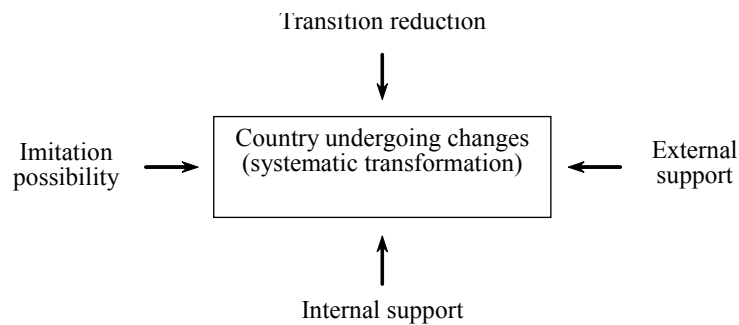 Transition reduction
Country undergoing changes
(systematic transformation)
Imitation
possibility
External
support
Internal support